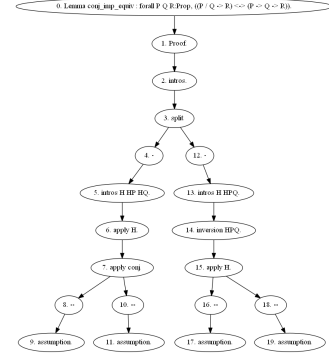 0. Lemma conj_imp_equiv : forall P Q R:Prop, ((P / Q -> R) <-> (P -> Q -> R)).
1. Proof.
2. intros.
3. split.
4. -
12. -
5. intros H HP HQ.
13. intros H HPQ.
6. apply H.
14. inversion HPQ.
7. apply conj.
15. apply H.
8. --
10. --
16. --
18. --
9. assumption.
11. assumption.
17. assumption.
19. assumption.